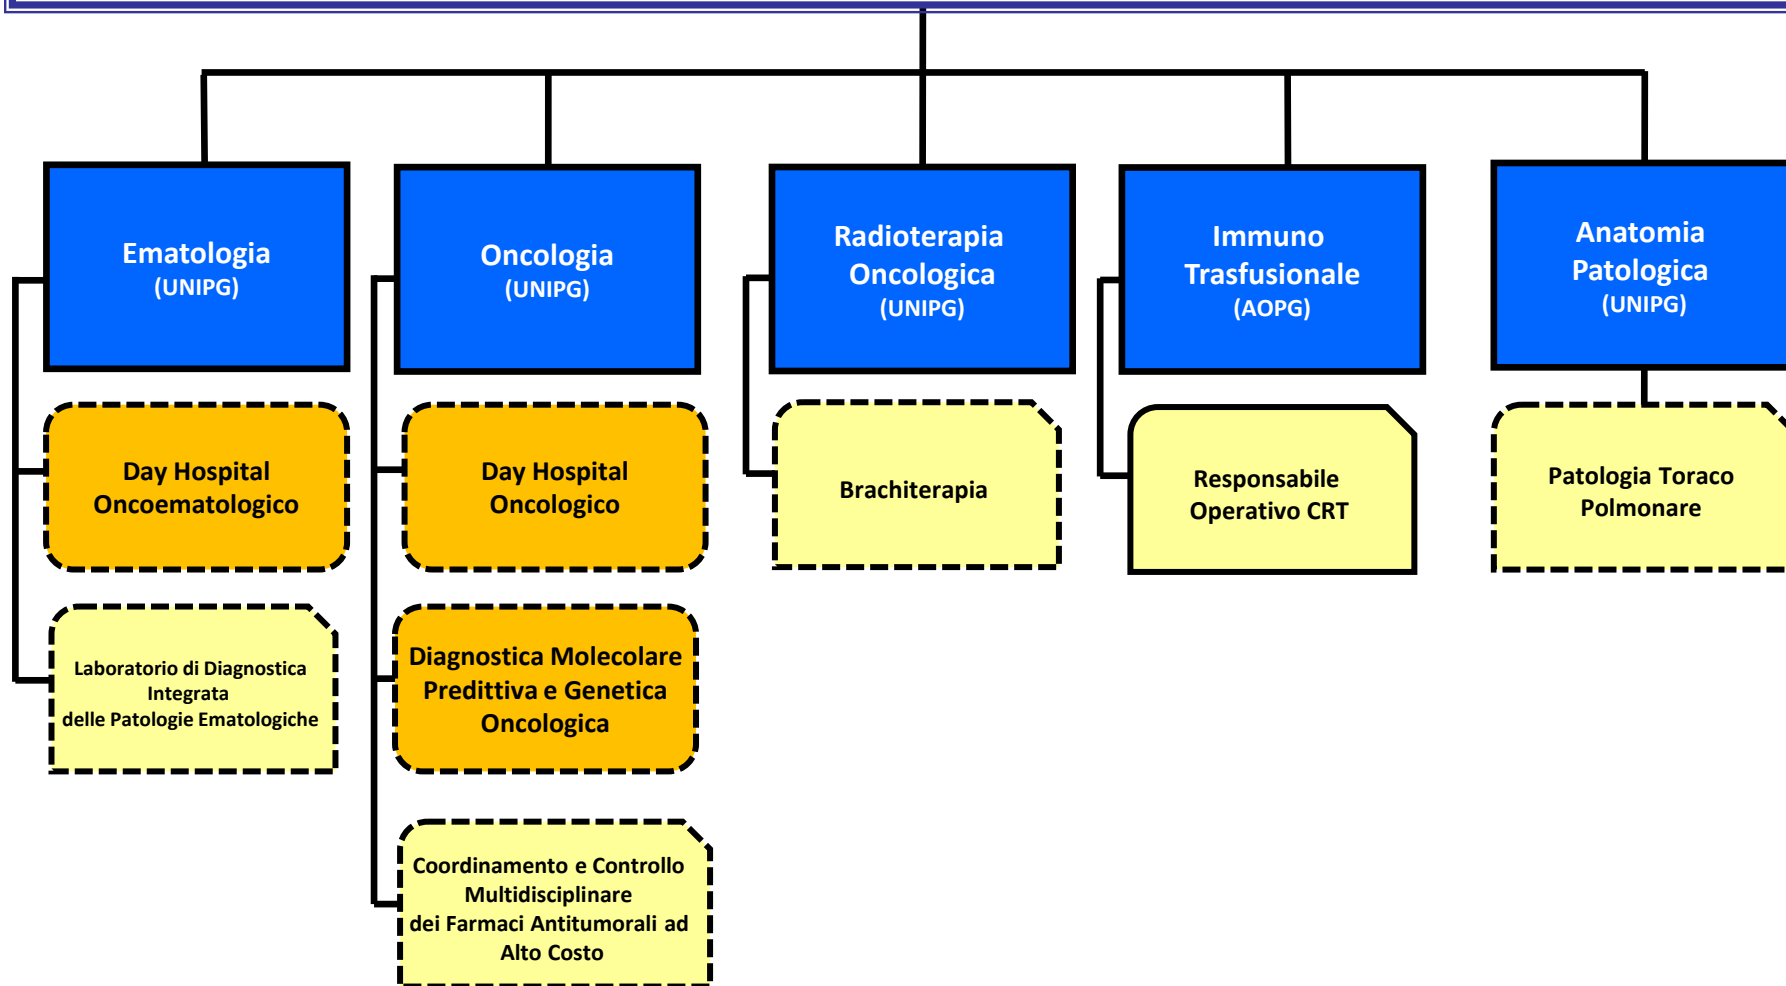 Ematologia
(UNIPG)
Oncologia
(UNIPG)
Radioterapia
Oncologica
(UNIPG)
Immuno
Trasfusionale
(AOPG)
Anatomia
Patologica
(UNIPG)
Day Hospital
Oncoematologico
Day Hospital
Oncologico
Brachiterapia
Responsabile
Operativo CRT
Patologia Toraco
Polmonare
Laboratorio di Diagnostica
Integrata
delle Patologie Ematologiche
Diagnostica Molecolare
Predittiva e Genetica
Oncologica
Coordinamento e Controllo
Multidisciplinare
dei Farmaci Antitumorali ad
Alto Costo